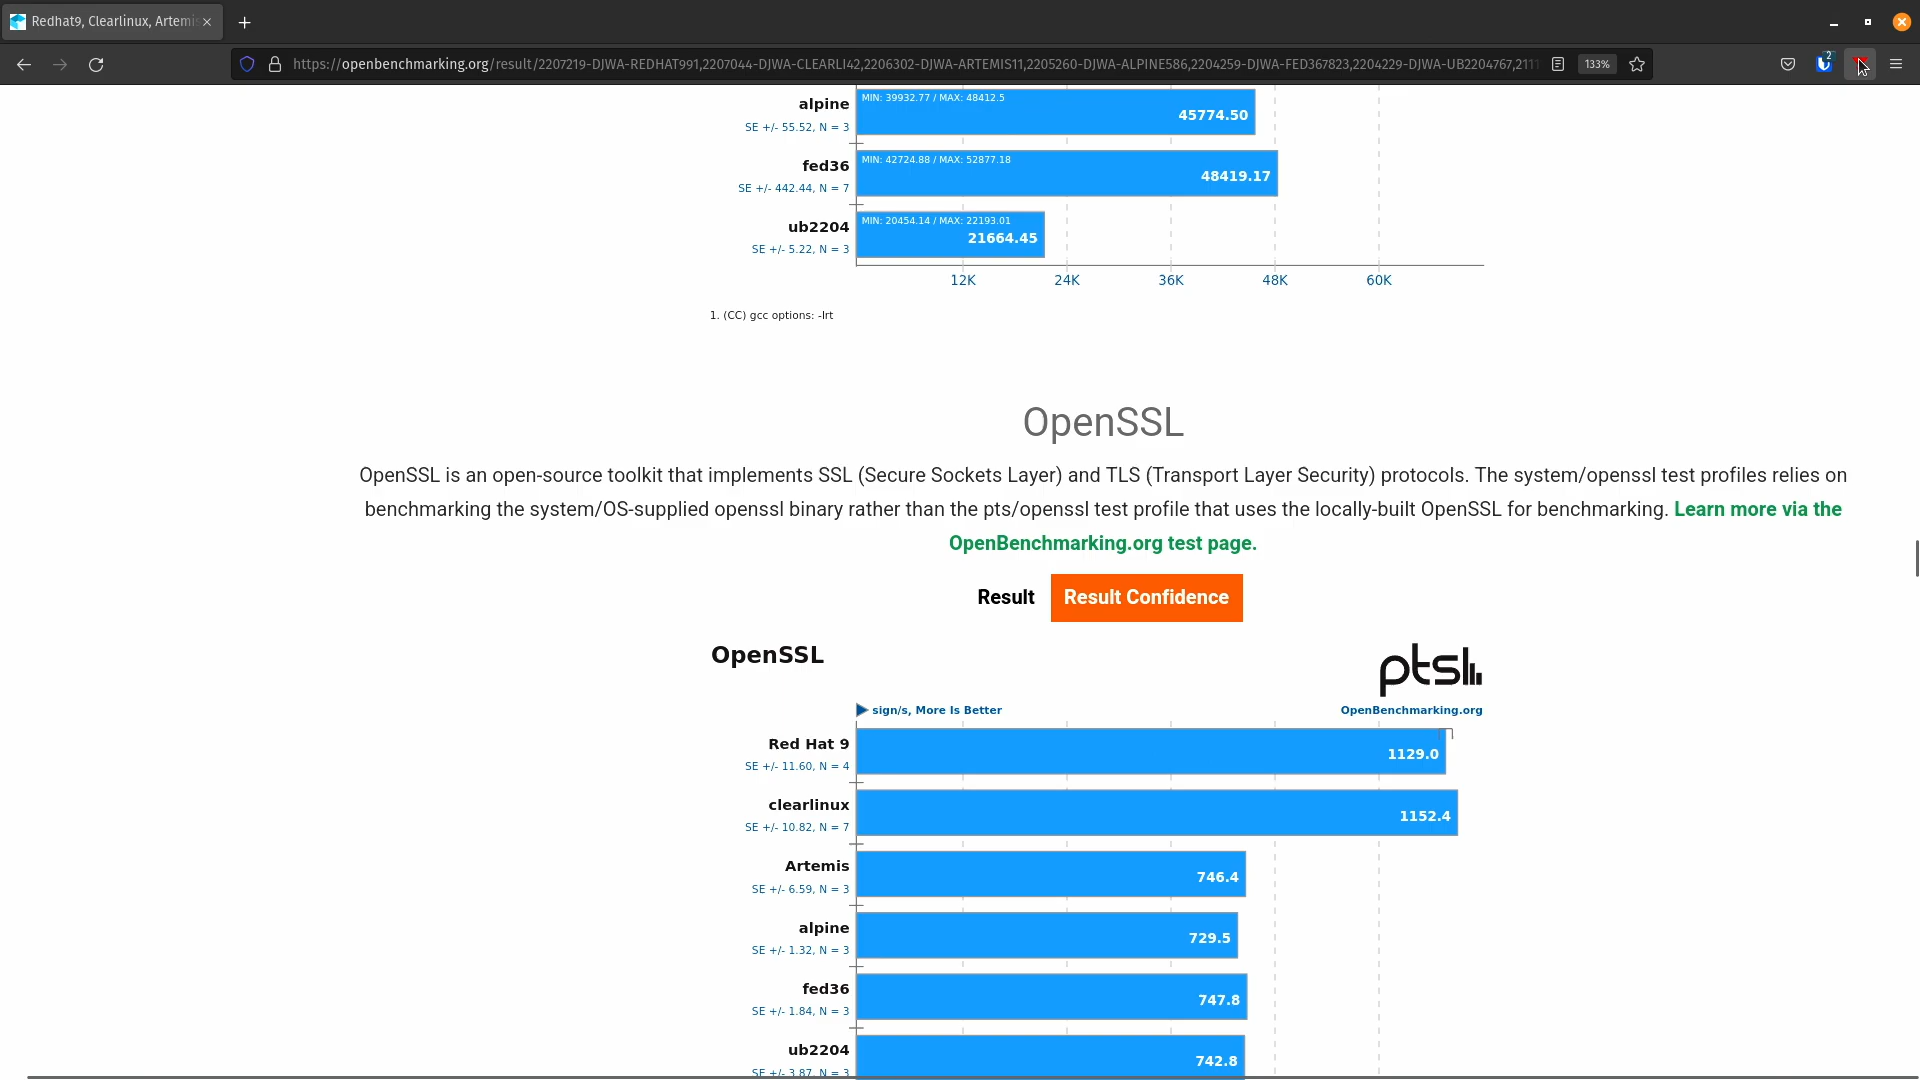 Redhat9, Clearlinux, Artemi
https://openbenchmarking.org/result/2207219-DJWA-REDHAT991,2207044-DJWA-CLEARLI42,2206302-DJWA-ARTEMIS11,2205260-DJWA-ALPINE586,2204259-DJWA-FED367823,2204229-DJWA-UB2204767,2111
133%
2
alpine
MIN: 39932.77 / MAX: 48412.5
45774.50
SE +/- 55.52, N = 3
fed36
MIN: 42724.88 / MAX: 52877.18
48419.17
SE +/- 442.44, N = 7
ub2204
MIN: 20454.14 / MAX: 22193.01
21664.45
SE +/- 5.22, N = 3
12K 24K 36K 48K 60K
1. (CC) gcc options: -lrt
OpenSSL
OpenSSL is an open-source toolkit that implements SSL (Secure Sockets Layer) and TLS (Transport Layer Security) protocols. The system/openssl test profiles relies on
benchmarking the system/OS-supplied openssl binary rather than the pts/openssl test profile that uses the locally-built OpenSSL for benchmarking. Learn more via the
OpenBenchmarking.org test page.
Result Result Confidence
OpenSSL
pts
sign/s, More Is Better
OpenBenchmarking.org
Red Hat 9
1129.0
SE +/- 11.60, N = 4
clearlinux
1152.4
SE +/- 10.82, N = 7
Artemis
746.4
SE +/- 6.59, N = 3
alpine
729.5
SE +/- 1.32, N = 3
fed36
747.8
SE +/- 1.84, N = 3
ub2204
742.8
SE +/- 3.87, N = 3